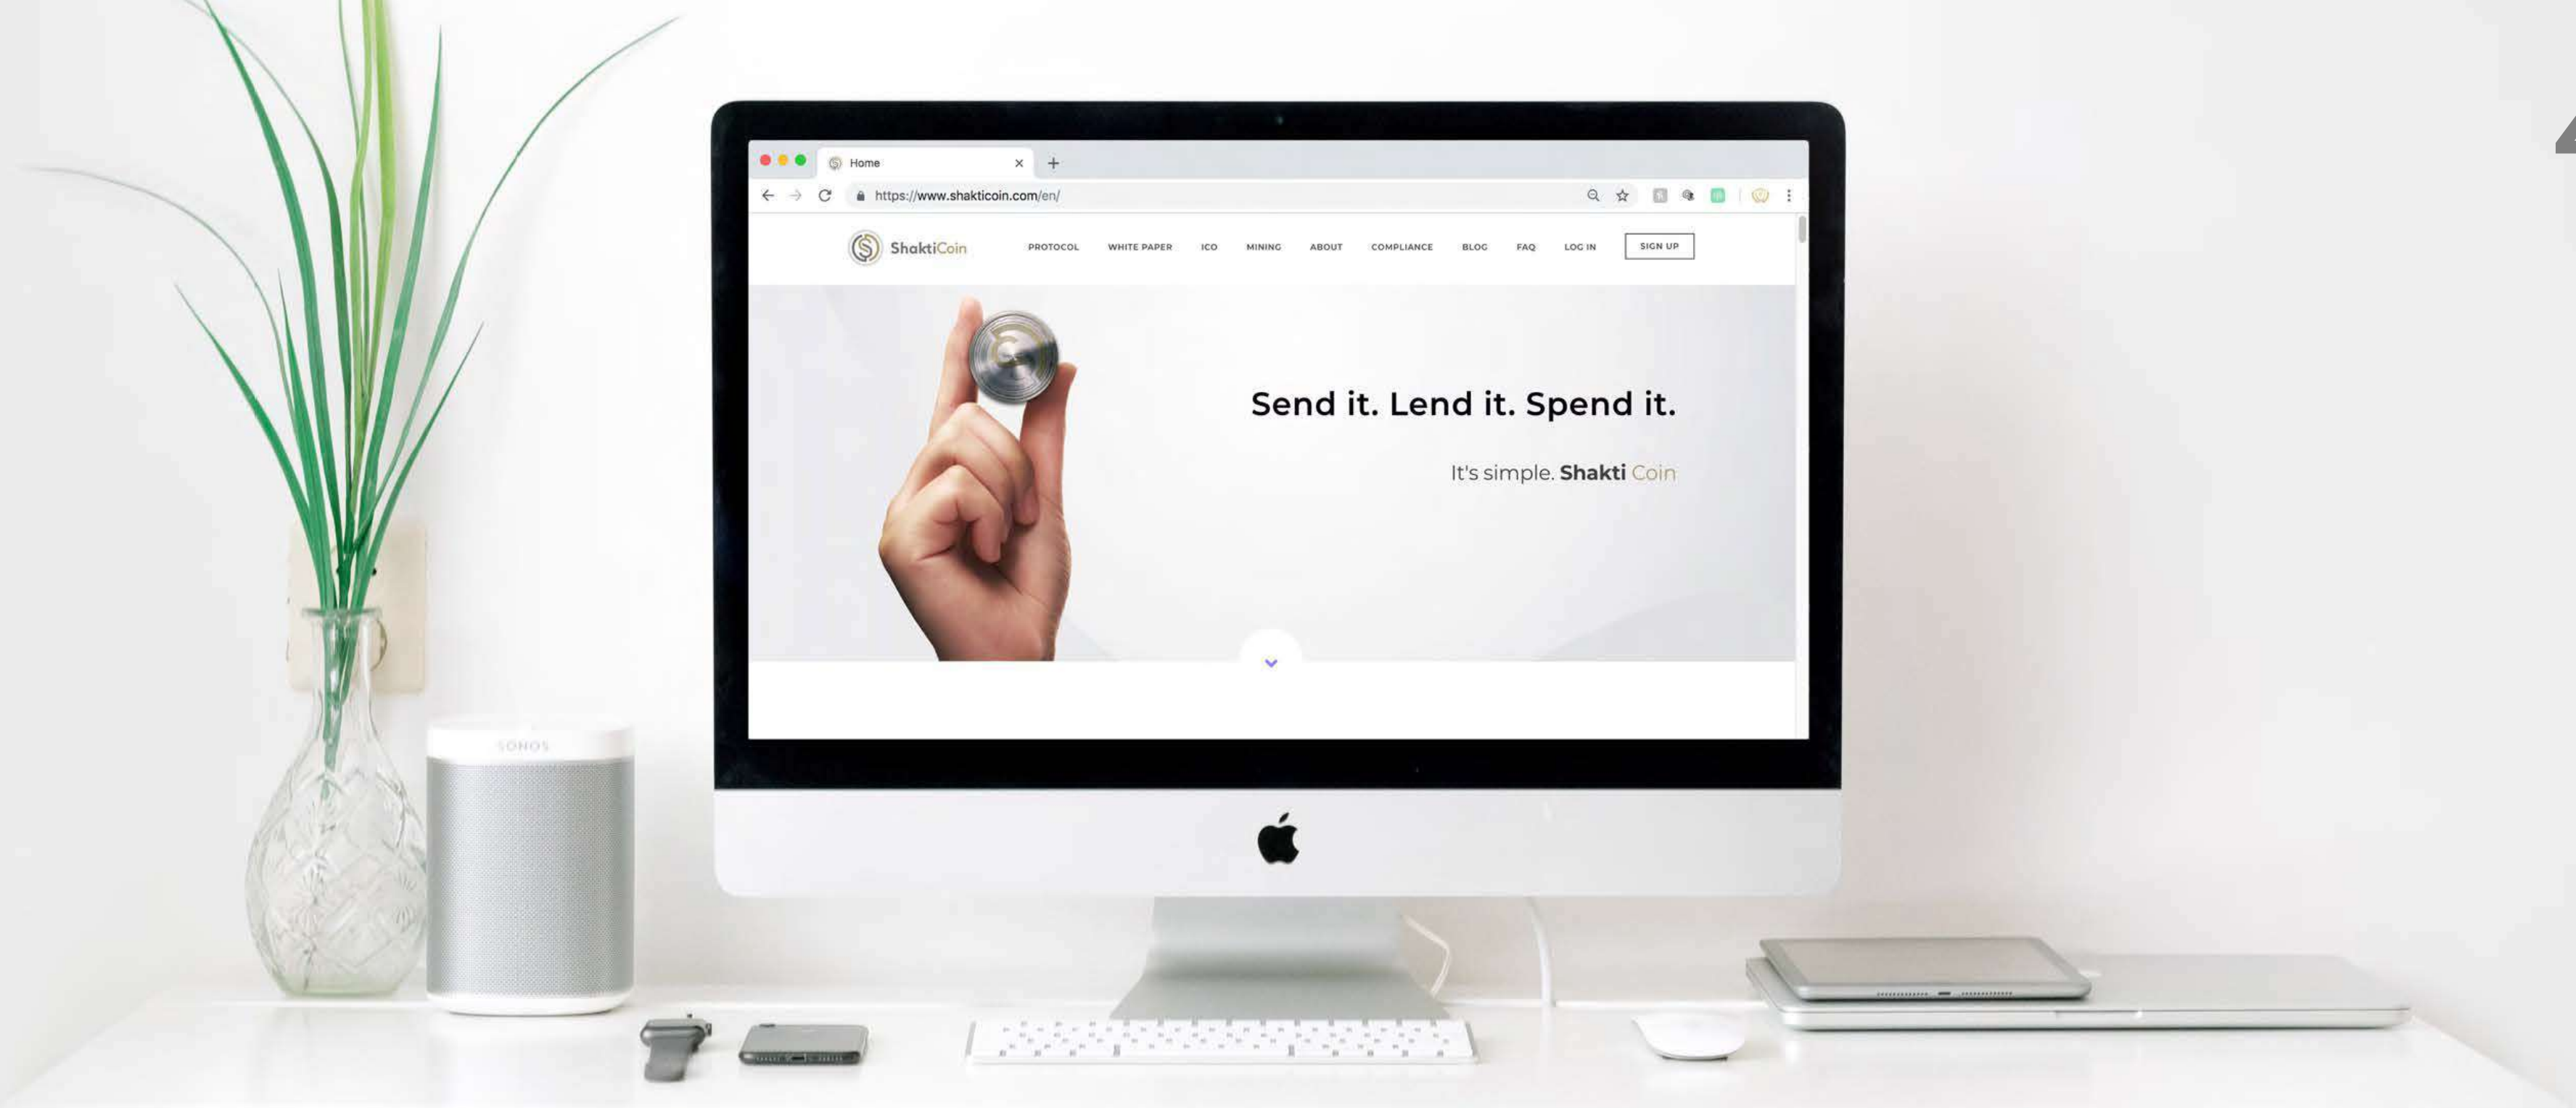 Home
https://www.shakticoin.com/en/
ShaktiCoin PROTOCOL WHITE PAPER ICO MINING ABOUT COMPLIANCE BLOG FAQ LOG IN SIGN UP
Send it. Lend it. Spend it.
It's simple. Shakti Coin
SONOS